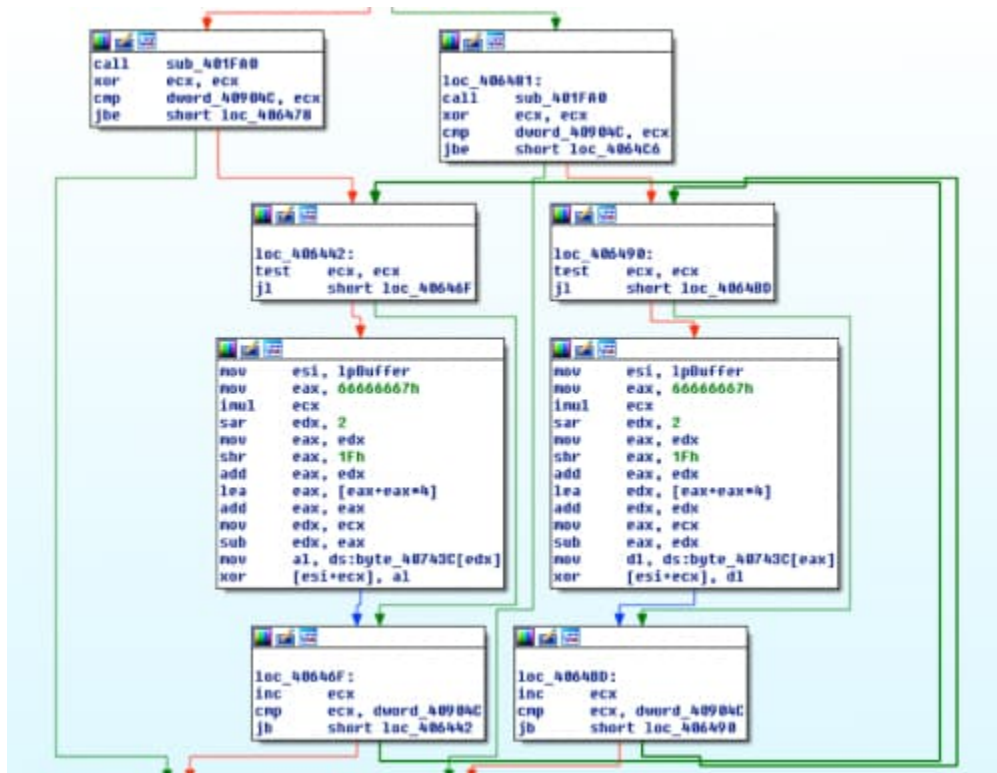 call sub_401FA0
xor ecx, ecx
cmp dword_40904C, ecx
jbe short loc_406478
loc_406481:
call sub_401FA0
xor ecx, ecx
cmp dword_40904C, ecx
jbe short loc_4064C6
loc_406442:
test ecx, ecx
jl short loc_40646F
loc_406490:
test ecx, ecx
jl short loc_4064BD
mov esi, lpBuffer
mov eax, 66666667h
imul ecx
sar edx, 2
mov eax, edx
shr eax, 1Fh
add eax, edx
lea eax, [eax+eax*4]
add eax, eax
mov edx, ecx
sub edx, eax
mov al, ds:byte_40743C[edx]
xor [esi+ecx], al
mov esi, lpBuffer
mov eax, 66666667h
imul ecx
sar edx, 2
mov eax, edx
shr eax, 1Fh
add eax, edx
lea edx, [eax+eax*4]
add edx, edx
mov eax, ecx
sub eax, edx
mov dl, ds:byte_40743C[eax]
xor [esi+ecx], dl
loc_40646F:
inc ecx
cmp ecx, dword_40904C
jb short loc_406442
loc_4064BD:
inc ecx
cmp ecx, dword_40904C
jb short loc_406490